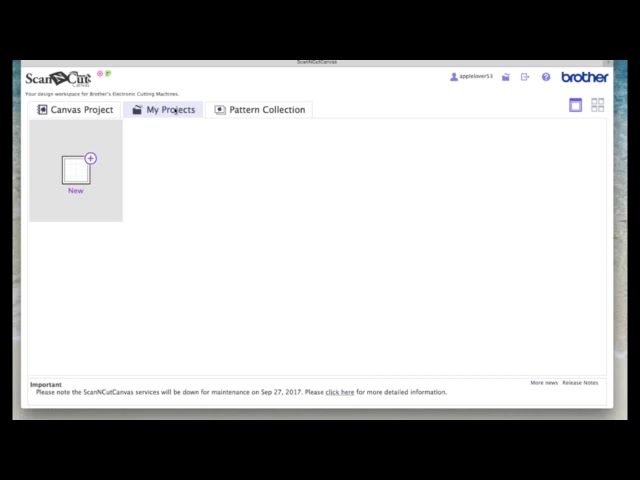 ScanNCutCanvas
ScanNCut
Canvas
applelover53
brother
Your design workspace for Brother's Electronic Cutting Machines.
Canvas Project
My Projects
Pattern Collection
New
Important
More news Release Notes
Please note the ScanNCutCanvas services will be down for maintenance on Sep 27, 2017. Please click here for more detailed information.